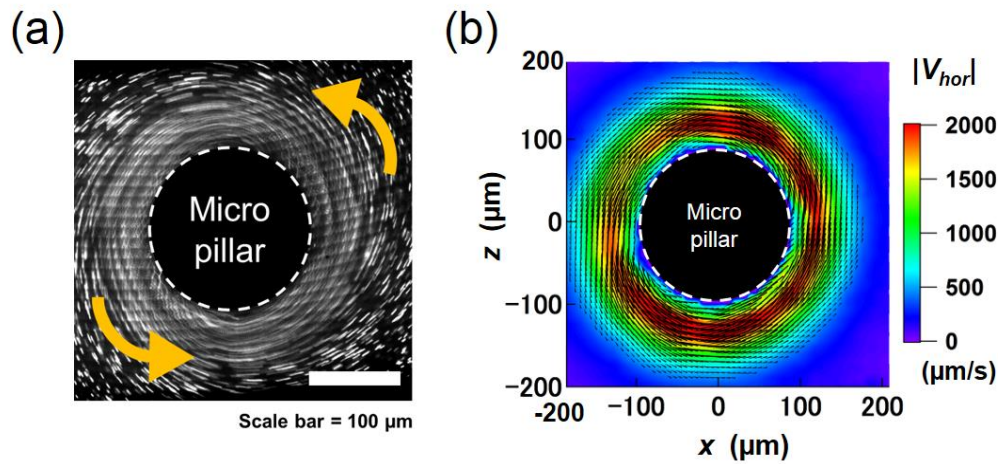 (a)
Micro
pillar
Scale bar = 100 µm
(b)
200
100
0
−100
−200
z (µm)
Micro
pillar
-200
−100
0
100
200
x (µm)
|Vhor|
2000
1500
1000
500
0
(µm/s)